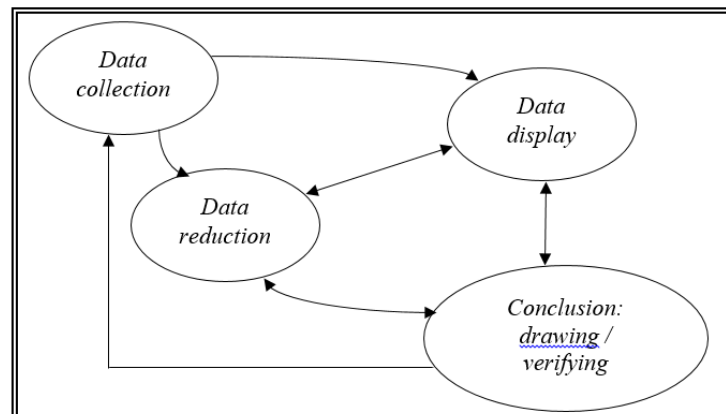 Data
collection
Data
display
Data
reduction
Conclusion:
drawing /
verifying